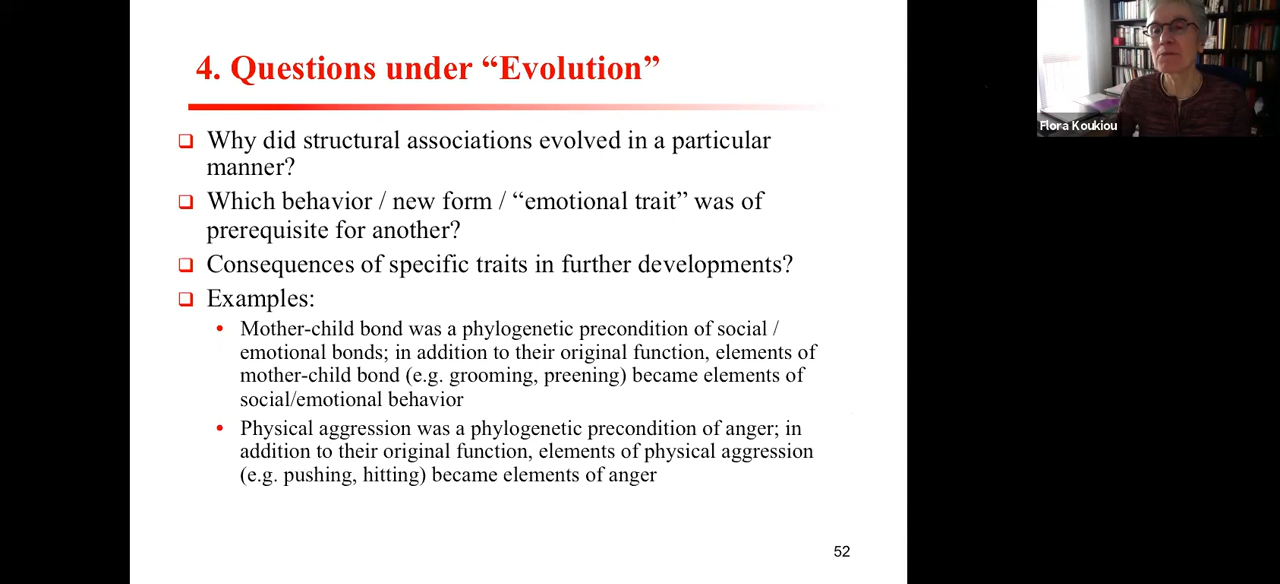 4. Questions under “Evolution”
Why did structural associations evolved in a particular
manner?
Which behavior / new form / “emotional trait” was of
prerequisite for another?
Consequences of specific traits in further developments?
Examples:
Mother-child bond was a phylogenetic precondition of social /
emotional bonds; in addition to their original function, elements of
mother-child bond (e.g. grooming, preening) became elements of
social/emotional behavior
Physical aggression was a phylogenetic precondition of anger; in
addition to their original function, elements of physical aggression
(e.g. pushing, hitting) became elements of anger
52
Flora Koukiou